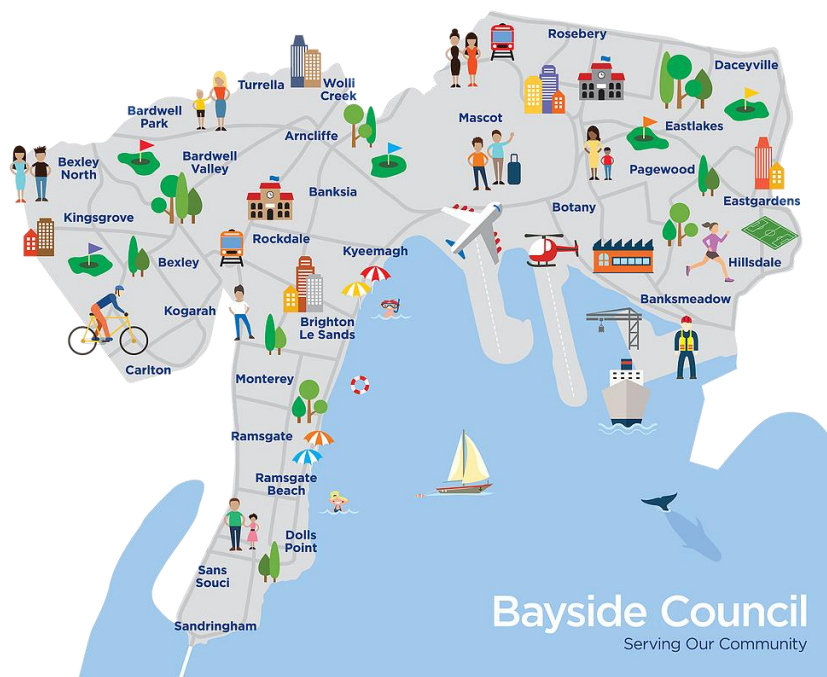 Rosebery
Daceyville
Turrella
Wolli
Creek
Bardwell
Park
Mascot
Eastlakes
Arncliffe
Bexley
North
Bardwell
Valley
Pagewood
Banksia
Eastgardens
Botany
Kingsgrove
Rockdale
Kyeemagh
Bexley
Hillsdale
Banksmeadow
Kogarah
Brighton
Le Sands
Carlton
Monterey
Ramsgate
Ramsgate
Beach
Dolls
Point
Sans
Souci
Sandringham
Bayside Council
Serving Our Community